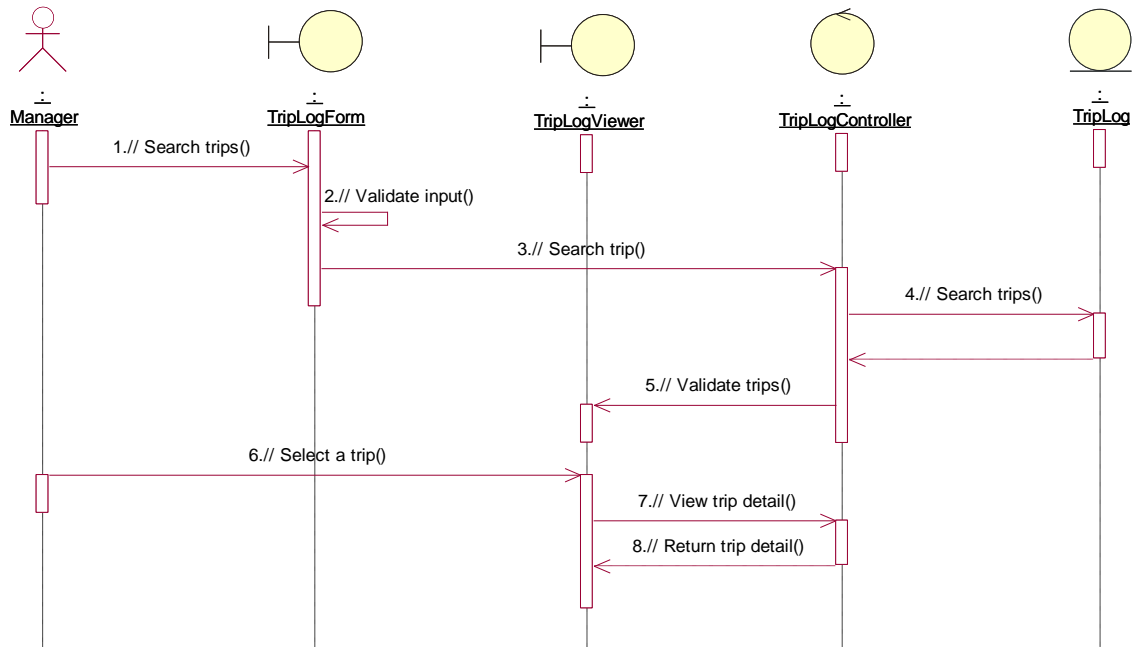 :
Manager
:
TripLogForm
:
TripLogViewer
:
TripLogController
:
TripLog
1.// Search trips()
2.// Validate input()
3.// Search trip()
4.// Search trips()
5.// Validate trips()
6.// Select a trip()
7.// View trip detail()
8.// Return trip detail()